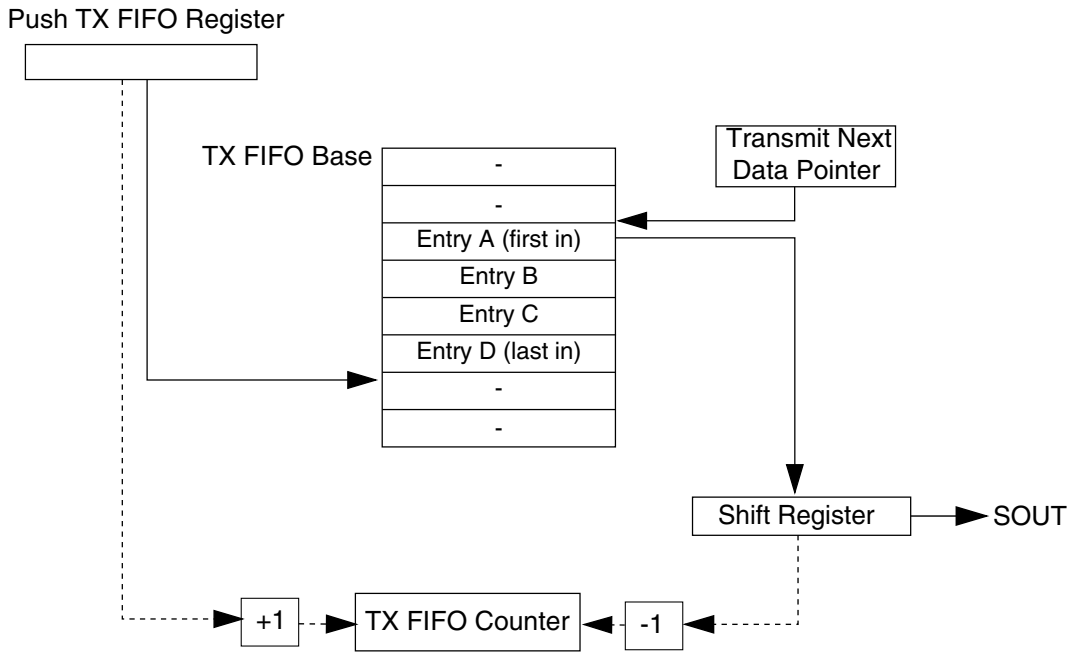 Push TX FIFO Register
TX FIFO Base
-
-
Entry A (first in)
Entry B
Entry C
Entry D (last in)
-
-
Transmit Next
Data Pointer
Shift Register
SOUT
+1
TX FIFO Counter
-1